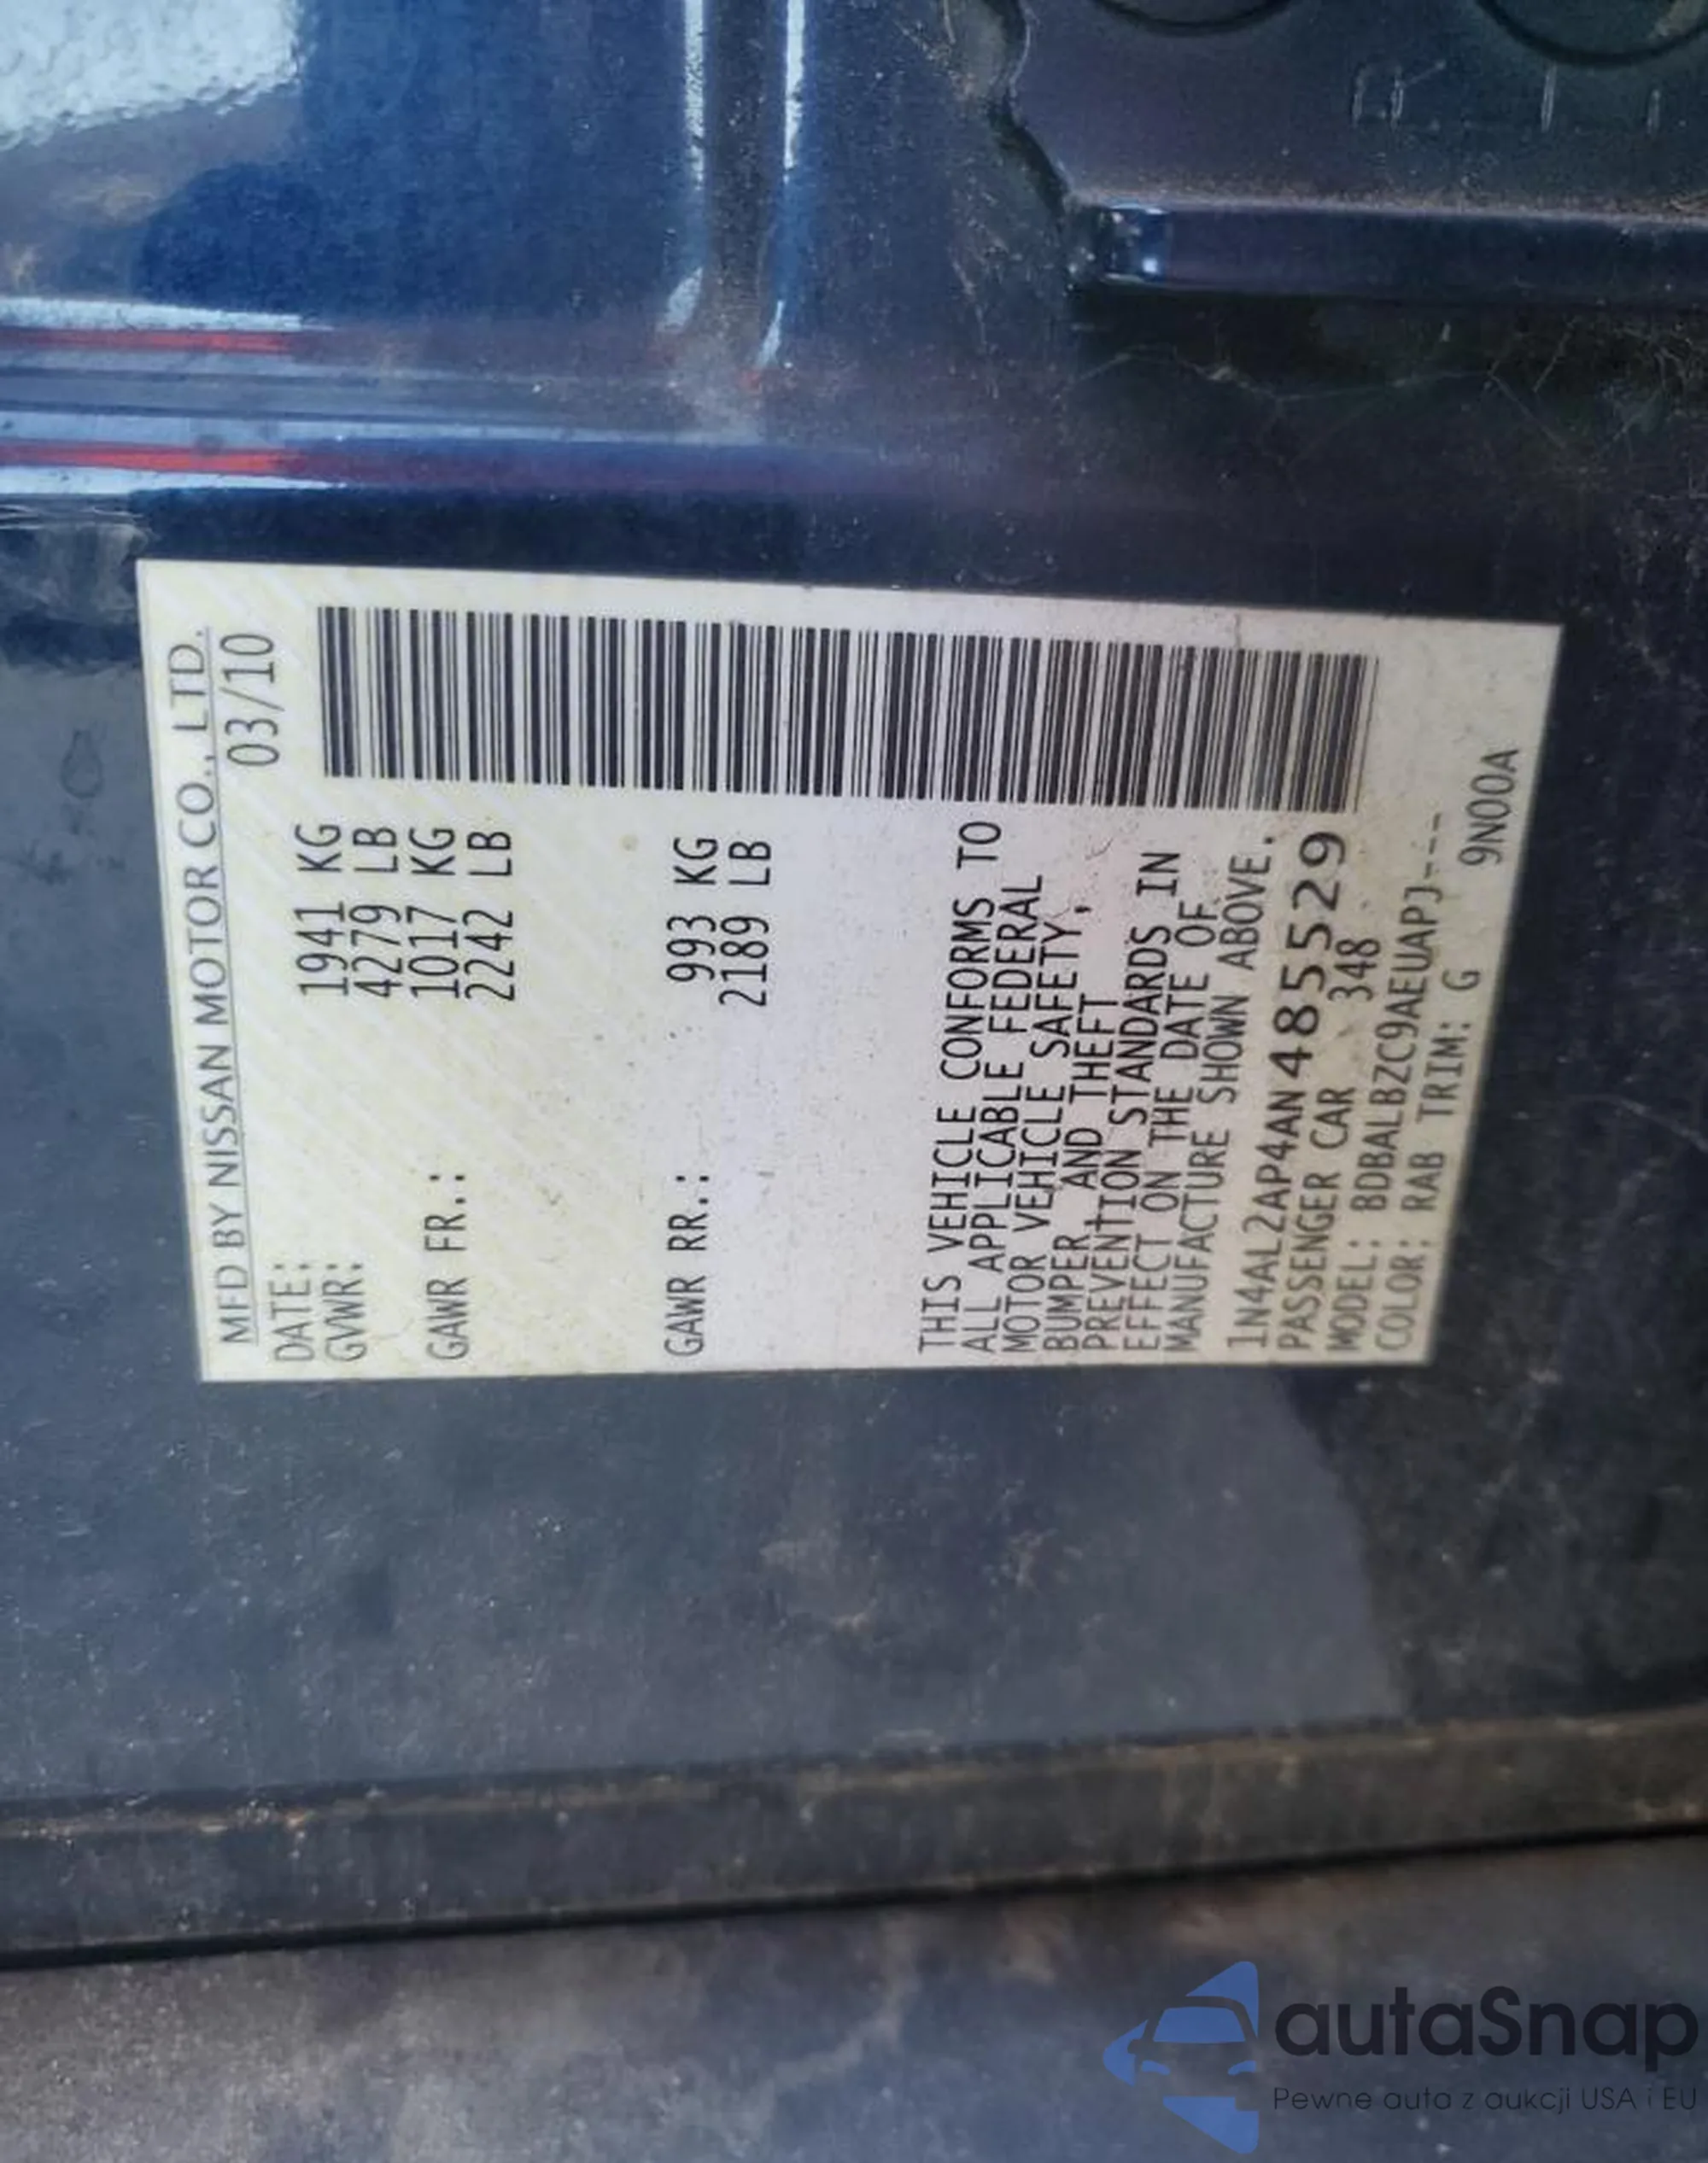 MFD BY NISSAN MOTOR CO., LTD.
DATE: 03/10
GVWR: 1941 KG
4279 LB
GAWR FR.: 1017 KG
2242 LB
GAWR RR.: 993 KG
2189 LB
THIS VEHICLE CONFORMS TO
ALL APPLICABLE FEDERAL
MOTOR VEHICLE SAFETY,
BUMPER AND THEFT
PREVENTION STANDARDS IN
EFFECT ON THE DATE OF
MANUFACTURE SHOWN ABOVE.
1N4AL2AP4AN485529
PASSENGER CAR 348
MODEL: BDBALBZC9AEUAPJ---
COLOR: RAB TRIM: G 9N00A
autaSnap
Pewne auta z aukcji USA i EU